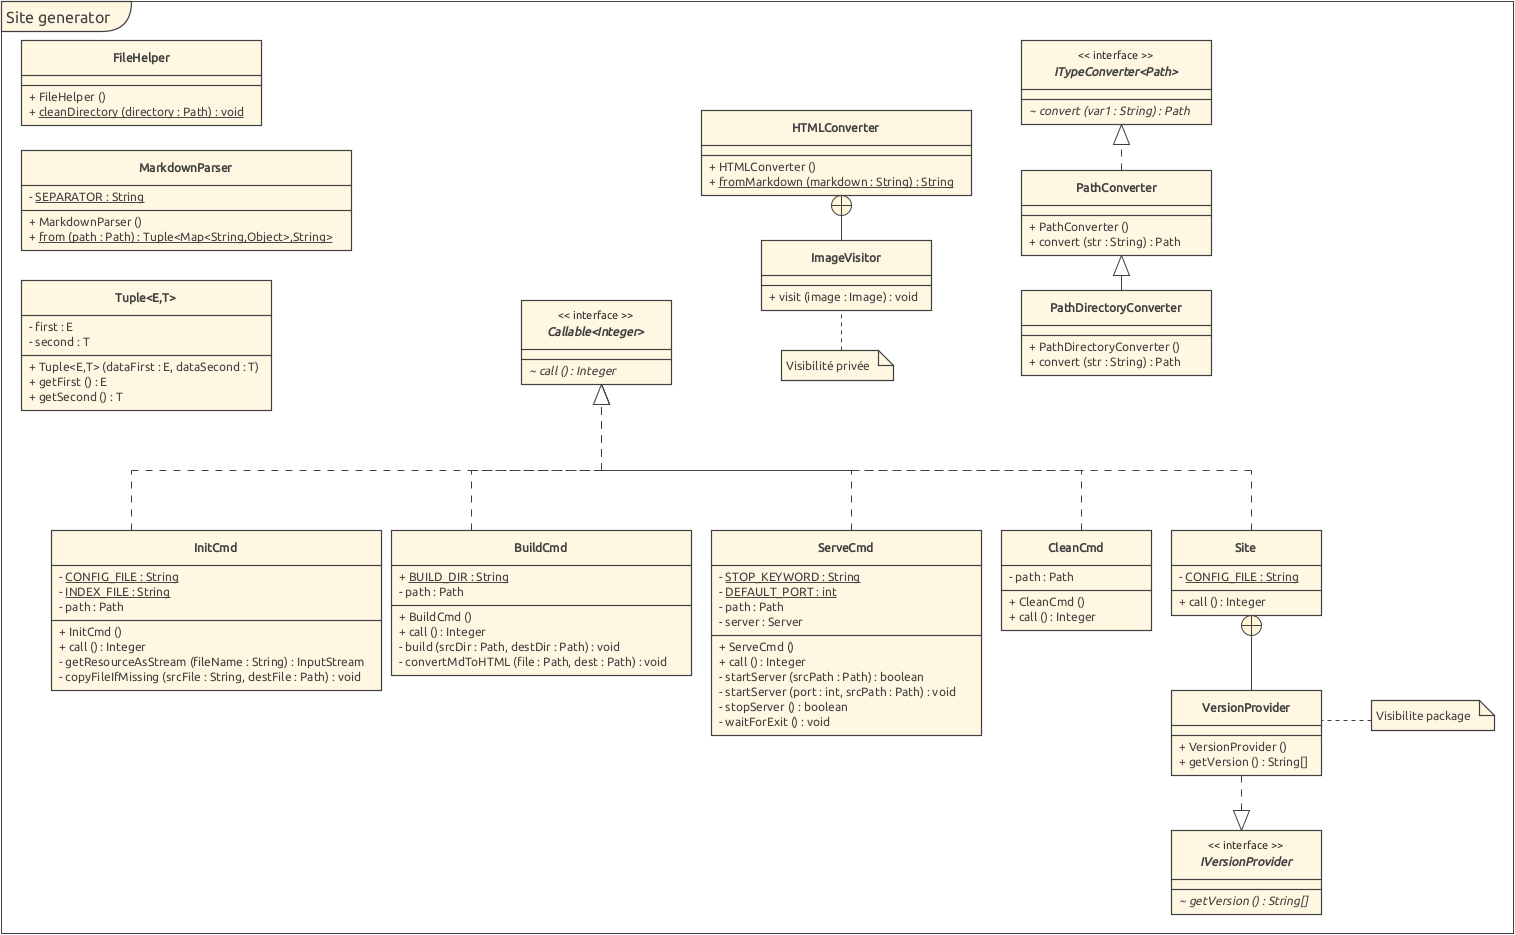 Site generator
FileHelper
+ FileHelper ()
+ cleanDirectory (directory : Path) : void
MarkdownParser
- SEPARATOR : String
+ MarkdownParser ()
+ from (path : Path) : Tuple<Map<String,Object>,String>
Tuple<E,T>
- first : E
- second : T
+ Tuple<E,T> (dataFirst : E, dataSecond : T)
+ getFirst () : E
+ getSecond () : T
<< interface >>
Callable<Integer>
~ call () : Integer
HTMLConverter
+ HTMLConverter ()
+ fromMarkdown (markdown : String) : String
ImageVisitor
+ visit (image : Image) : void
Visibilité privée
<< interface >>
ITypeConverter<Path>
~ convert (var1 : String) : Path
PathConverter
+ PathConverter ()
+ convert (str : String) : Path
PathDirectoryConverter
+ PathDirectoryConverter ()
+ convert (str : String) : Path
InitCmd
- CONFIG_FILE : String
- INDEX_FILE : String
- path : Path
+ InitCmd ()
+ call () : Integer
- getResourceAsStream (fileName : String) : InputStream
- copyFileIfMissing (srcFile : String, destFile : Path) : void
BuildCmd
+ BUILD_DIR : String
- path : Path
+ BuildCmd ()
+ call () : Integer
- build (srcDir : Path, destDir : Path) : void
- convertMdToHTML (file : Path, dest : Path) : void
ServeCmd
- STOP_KEYWORD : String
- DEFAULT_PORT : int
- path : Path
- server : Server
+ ServeCmd ()
+ call () : Integer
- startServer (srcPath : Path) : boolean
- startServer (port : int, srcPath : Path) : void
- stopServer () : boolean
- waitForExit () : void
CleanCmd
- path : Path
+ CleanCmd ()
+ call () : Integer
Site
- CONFIG_FILE : String
+ call () : Integer
VersionProvider
+ VersionProvider ()
+ getVersion () : String[]
Visibilite package
<< interface >>
IVersionProvider
~ getVersion () : String[]